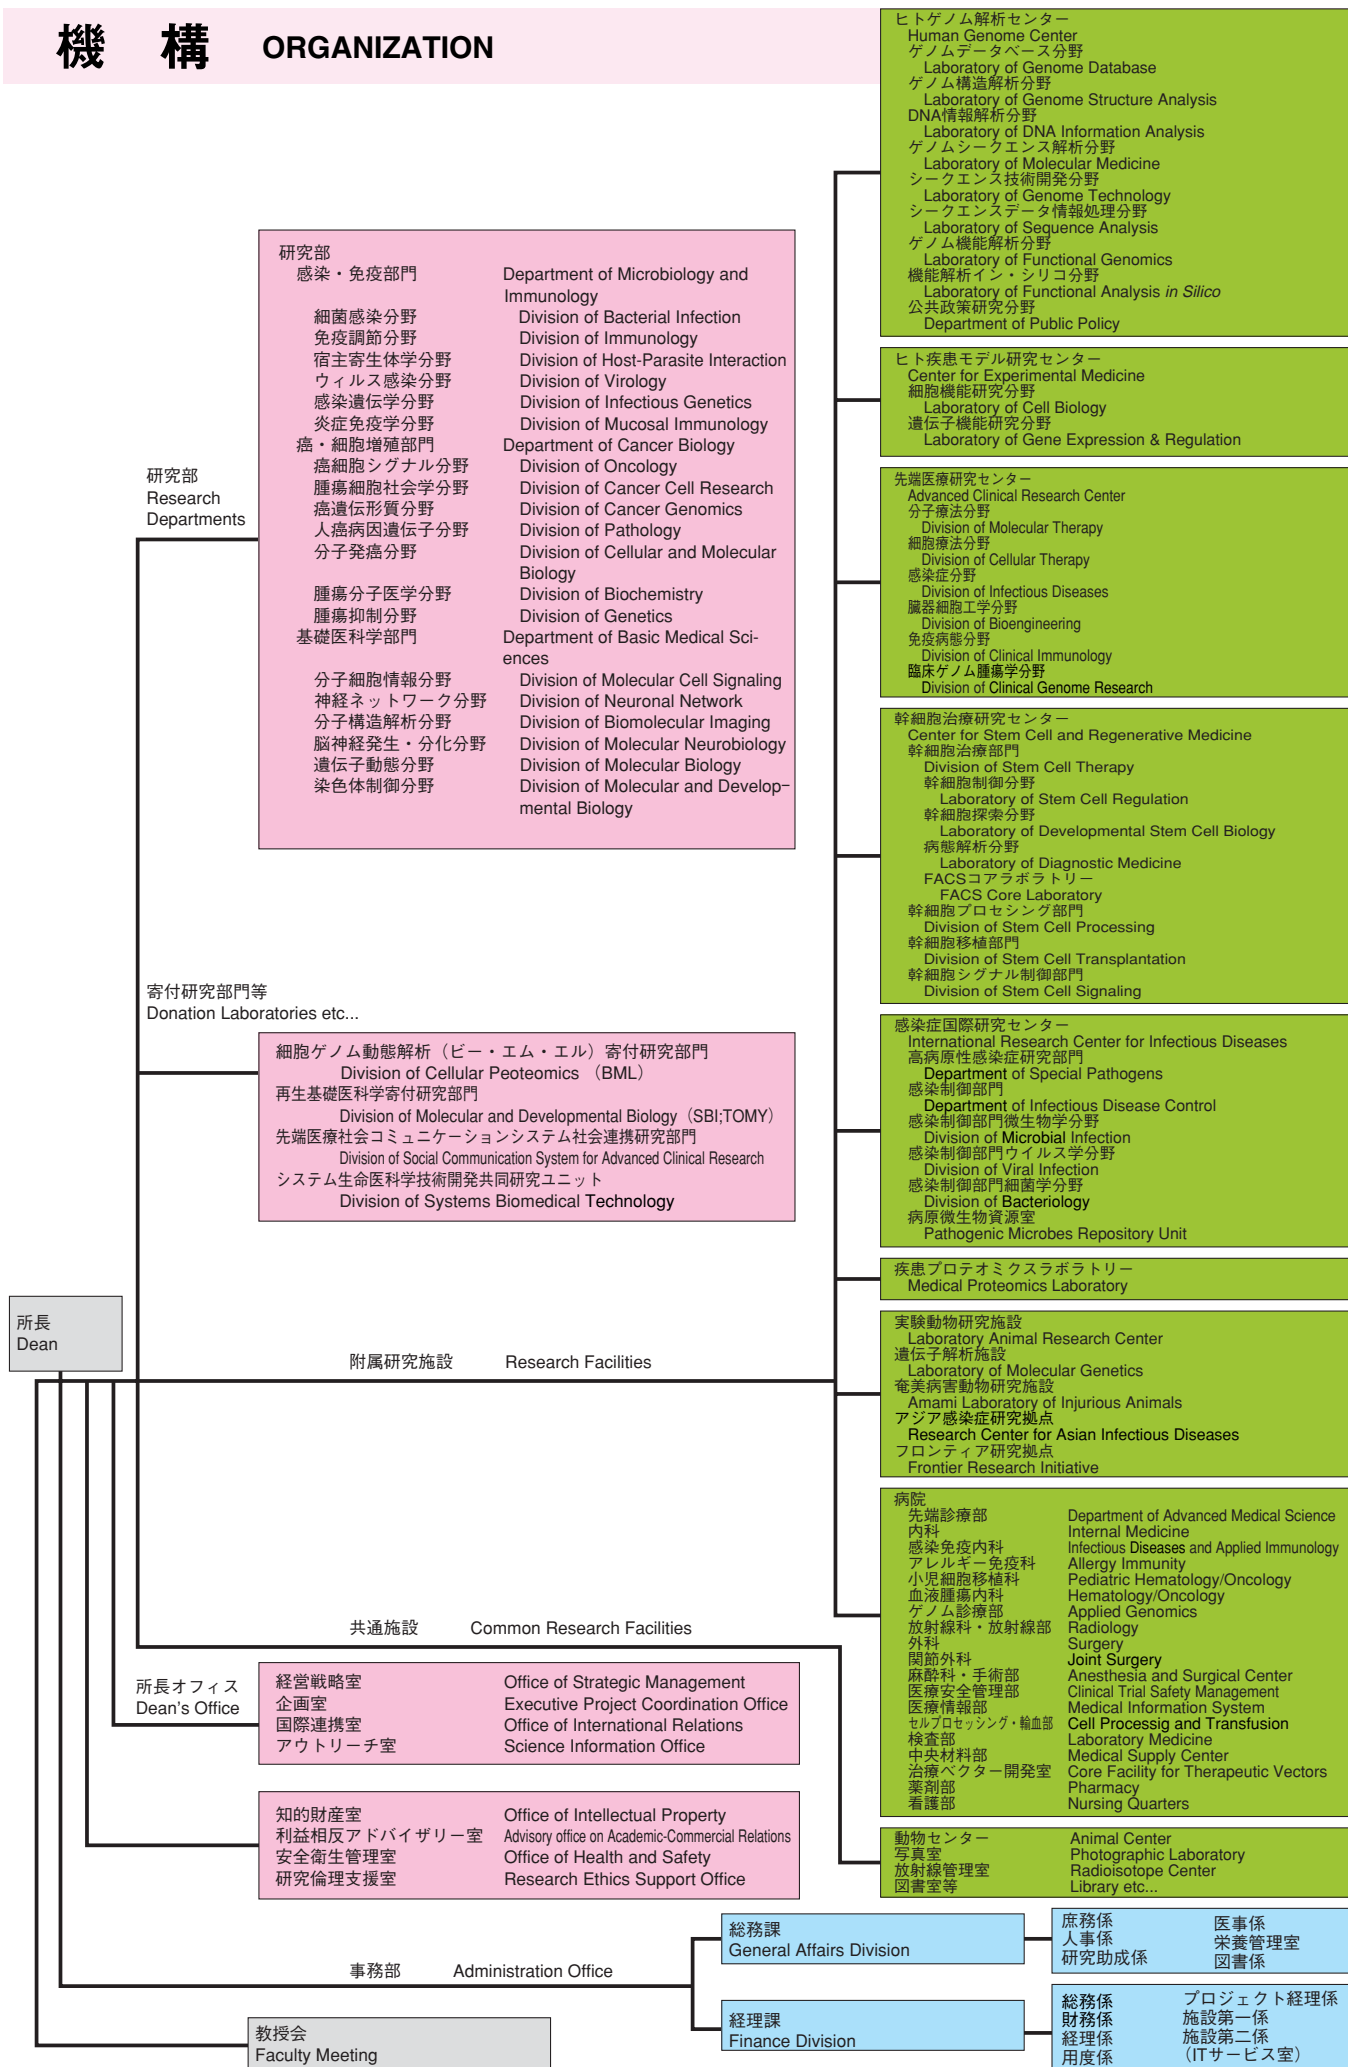 機 構 ORGANIZATION
ヒトゲノム解析センター
Human Genome Center
ゲノムデータベース分野
Laboratory of Genome Database
ゲノム構造解析分野
Laboratory of Genome Structure Analysis
DNA情報解析分野
Laboratory of DNA Information Analysis
ゲノムシークエンス解析分野
Laboratory of Molecular Medicine
シークエンス技術開発分野
Laboratory of Genome Technology
シークエンスデータ情報処理分野
Laboratory of Sequence Analysis
ゲノム機能解析分野
Laboratory of Functional Genomics
機能解析イン・シリコ分野
Laboratory of Functional Analysis in Silico
公共政策研究分野
Department of Public Policy
ヒト疾患モデル研究センター
Center for Experimental Medicine
細胞機能研究分野
Laboratory of Cell Biology
遺伝子機能研究分野
Laboratory of Gene Expression & Regulation
先端医療研究センター
Advanced Clinical Research Center
分子療法分野
Division of Molecular Therapy
細胞療法分野
Division of Cellular Therapy
感染症分野
Division of Infectious Diseases
臓器細胞工学分野
Division of Bioengineering
免疫病態分野
Division of Clinical Immunology
臨床ゲノム腫瘍学分野
Division of Clinical Genome Research
幹細胞治療研究センター
Center for Stem Cell and Regenerative Medicine
幹細胞治療部門
Division of Stem Cell Therapy
幹細胞制御分野
Laboratory of Stem Cell Regulation
幹細胞探索分野
Laboratory of Developmental Stem Cell Biology
病態解析分野
Laboratory of Diagnostic Medicine
FACSコアラボラトリー
FACS Core Laboratory
幹細胞プロセシング部門
Division of Stem Cell Processing
幹細胞移植部門
Division of Stem Cell Transplantation
幹細胞シグナル制御部門
Division of Stem Cell Signaling
感染症国際研究センター
International Research Center for Infectious Diseases
高病原性感染症研究部門
Department of Special Pathogens
感染制御部門
Department of Infectious Disease Control
感染制御部門微生物学分野
Division of Microbial Infection
感染制御部門ウイルス学分野
Division of Viral Infection
感染制御部門細菌学分野
Division of Bacteriology
病原微生物資源室
Pathogenic Microbes Repository Unit
疾患プロテオミクスラボラトリー
Medical Proteomics Laboratory
実験動物研究施設
Laboratory Animal Research Center
遺伝子解析施設
Laboratory of Molecular Genetics
奄美病害動物研究施設
Amami Laboratory of Injurious Animals
アジア感染症研究拠点
Research Center for Asian Infectious Diseases
フロンティア研究拠点
Frontier Research Initiative
病院
先端診療部 Department of Advanced Medical Science
内科 Internal Medicine
感染免疫内科 Infectious Diseases and Applied Immunology
アレルギー免疫科 Allergy Immunity
小児細胞移植科 Pediatric Hematology/Oncology
血液腫瘍内科 Hematology/Oncology
ゲノム診療部 Applied Genomics
放射線科・放射線部 Radiology
外科 Surgery
関節外科 Joint Surgery
麻酔科・手術部 Anesthesia and Surgical Center
医療安全管理部 Clinical Trial Safety Management
医療情報部 Medical Information System
セルプロセッシング・輸血部 Cell Processig and Transfusion
検査部 Laboratory Medicine
中央材料部 Medical Supply Center
治療ベクター開発室 Core Facility for Therapeutic Vectors
薬剤部 Pharmacy
看護部 Nursing Quarters
動物センター Animal Center
写真室 Photographic Laboratory
放射線管理室 Radioisotope Center
図書室等 Library etc...
研究部
Research
Departments
研究部
感染・免疫部門 Department of Microbiology and
Immunology
細菌感染分野 Division of Bacterial Infection
免疫調節分野 Division of Immunology
宿主寄生体学分野 Division of Host-Parasite Interaction
ウィルス感染分野 Division of Virology
感染遺伝学分野 Division of Infectious Genetics
炎症免疫学分野 Division of Mucosal Immunology
癌・細胞増殖部門 Department of Cancer Biology
癌細胞シグナル分野 Division of Oncology
腫瘍細胞社会学分野 Division of Cancer Cell Research
癌遺伝形質分野 Division of Cancer Genomics
人癌病因遺伝子分野 Division of Pathology
分子発癌分野 Division of Cellular and Molecular
Biology
腫瘍分子医学分野 Division of Biochemistry
腫瘍抑制分野 Division of Genetics
基礎医科学部門 Department of Basic Medical Sci-
ences
分子細胞情報分野 Division of Molecular Cell Signaling
神経ネットワーク分野 Division of Neuronal Network
分子構造解析分野 Division of Biomolecular Imaging
脳神経発生・分化分野 Division of Molecular Neurobiology
遺伝子動態分野 Division of Molecular Biology
染色体制御分野 Division of Molecular and Develop-
mental Biology
寄付研究部門等
Donation Laboratories etc...
細胞ゲノム動態解析（ビー・エム・エル）寄付研究部門
Division of Cellular Peoteomics （BML）
再生基礎医科学寄付研究部門
Division of Molecular and Developmental Biology（SBI;TOMY）
先端医療社会コミュニケーションシステム社会連携研究部門
Division of Social Communication System for Advanced Clinical Research
システム生命医科学技術開発共同研究ユニット
Division of Systems Biomedical Technology
所長
Dean
附属研究施設 Research Facilities
共通施設 Common Research Facilities
所長オフィス
Dean's Office
経営戦略室 Office of Strategic Management
企画室 Executive Project Coordination Office
国際連携室 Office of International Relations
アウトリーチ室 Science Information Office
知的財産室 Office of Intellectual Property
利益相反アドバイザリー室 Advisory office on Academic-Commercial Relations
安全衛生管理室 Office of Health and Safety
研究倫理支援室 Research Ethics Support Office
事務部 Administration Office
総務課
General Affairs Division
庶務係 医事係
人事係 栄養管理室
研究助成係 図書係
経理課
Finance Division
総務係 プロジェクト経理係
財務係 施設第一係
経理係 施設第二係
用度係 （ITサービス室）
教授会
Faculty Meeting